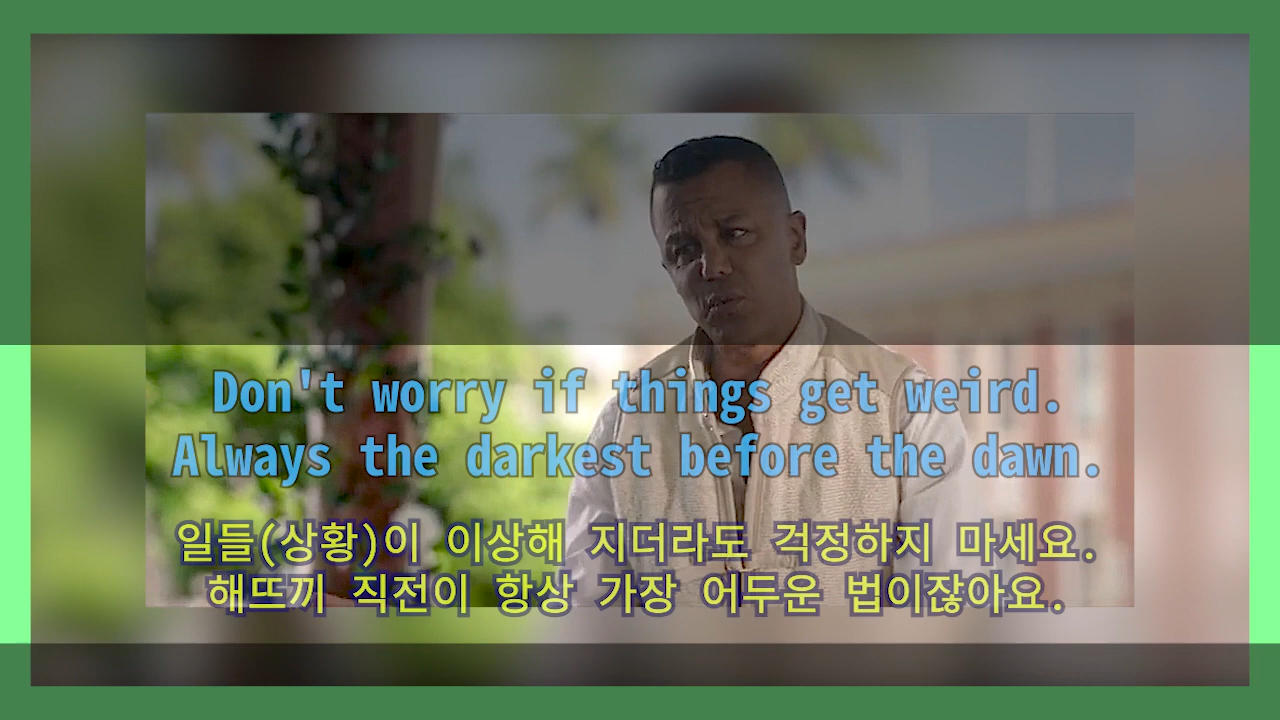 Don't worry if things get weird.
Always the darkest before the dawn.
일들(상황)이 이상해 지더라도 걱정하지 마세요.
해뜨끼 직전이 항상 가장 어두운 법이잖아요.